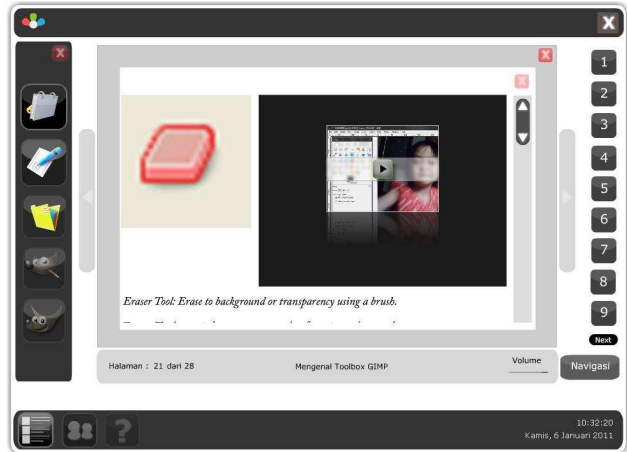 X
X
X
X
1
2
3
4
5
6
7
8
9
Next
Eraser Tool: Erase to background or transparency using a brush.
Halaman : 21 dari 28
Mengenal Toolbox GIMP
Volume
Navigasi
?
10:32:20
Kamis, 6 Januari 2011